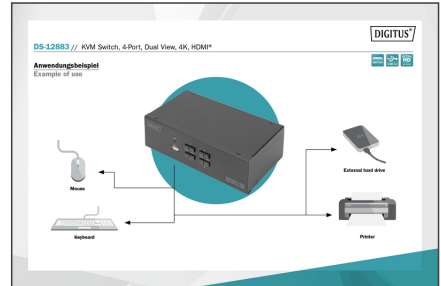 DIGITUS®
DS-12883 // KVM Switch, 4-Port, Dual View, 4K, HDMI®
Anwendungsbeispiel
Example of use
Mouse
External hard drive
Keyboard
Printer